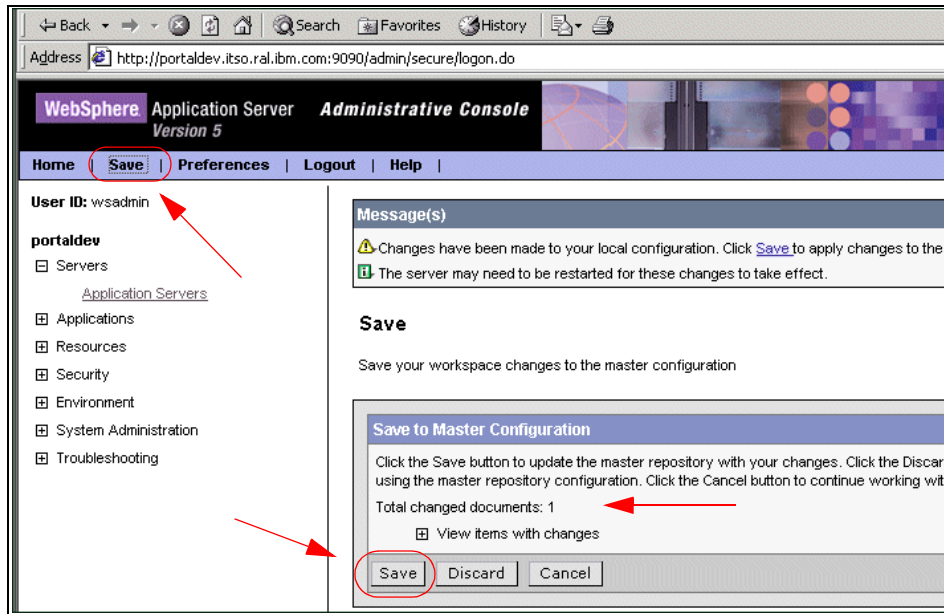 Back Search Favorites History
Address http://portaldev.itso.ral.ibm.com:9090/admin/secure/logon.do
WebSphere. Application Server Administrative Console
Version 5
Home | Save | Preferences | Logout | Help |
User ID: wsadmin
portaldev
Servers
Application Servers
Applications
Resources
Security
Environment
System Administration
Troubleshooting
Message(s)
Changes have been made to your local configuration. Click Save to apply changes to the
The server may need to be restarted for these changes to take effect.
Save
Save your workspace changes to the master configuration
Save to Master Configuration
Click the Save button to update the master repository with your changes. Click the Discar
using the master repository configuration. Click the Cancel button to continue working wit
Total changed documents: 1
View items with changes
Save Discard Cancel